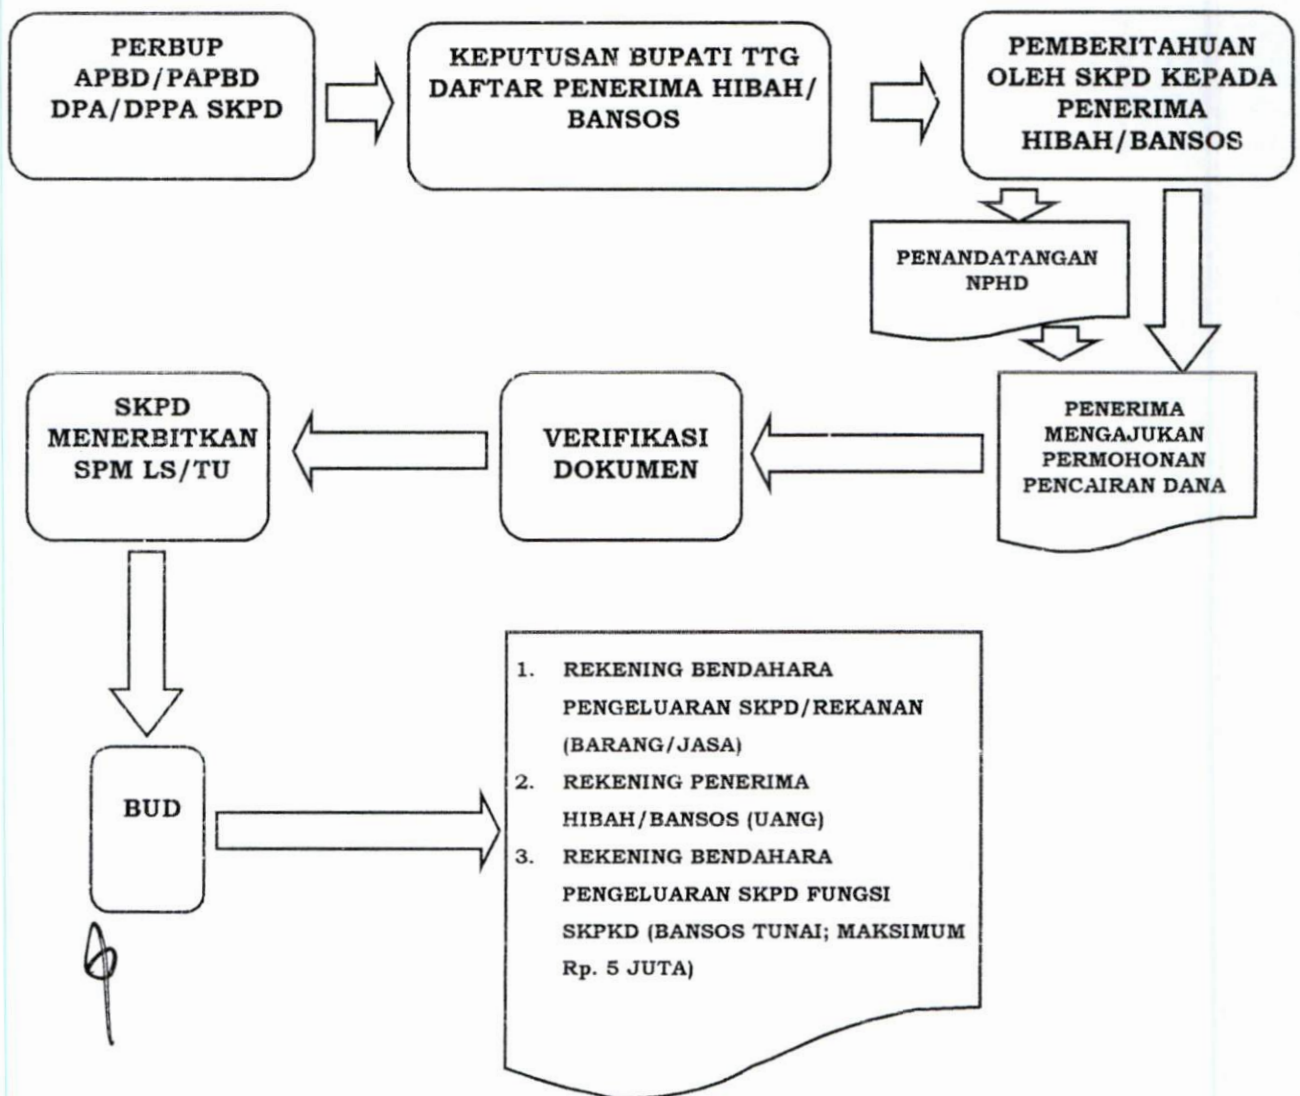 PERBUP
APBD/PAPBD
DPA/DPPA SKPD
KEPUTUSAN BUPATI TTG
DAFTAR PENERIMA HIBAH/
BANSOS
PEMBERITAHUAN
OLEH SKPD KEPADA
PENERIMA
HIBAH/BANSOS
PENANDATANGAN
NPHD
PENERIMA
MENGAJUKAN
PERMOHONAN
PENCAIRAN DANA
VERIFIKASI
DOKUMEN
SKPD
MENERBITKAN
SPM LS/TU
BUD
1. REKENING BENDAHARA
PENGELUARAN SKPD/REKANAN
(BARANG/JASA)
2. REKENING PENERIMA
HIBAH/BANSOS (UANG)
3. REKENING BENDAHARA
PENGELUARAN SKPD FUNGSI
SKPKD (BANSOS TUNAI; MAKSIMUM
Rp. 5 JUTA)